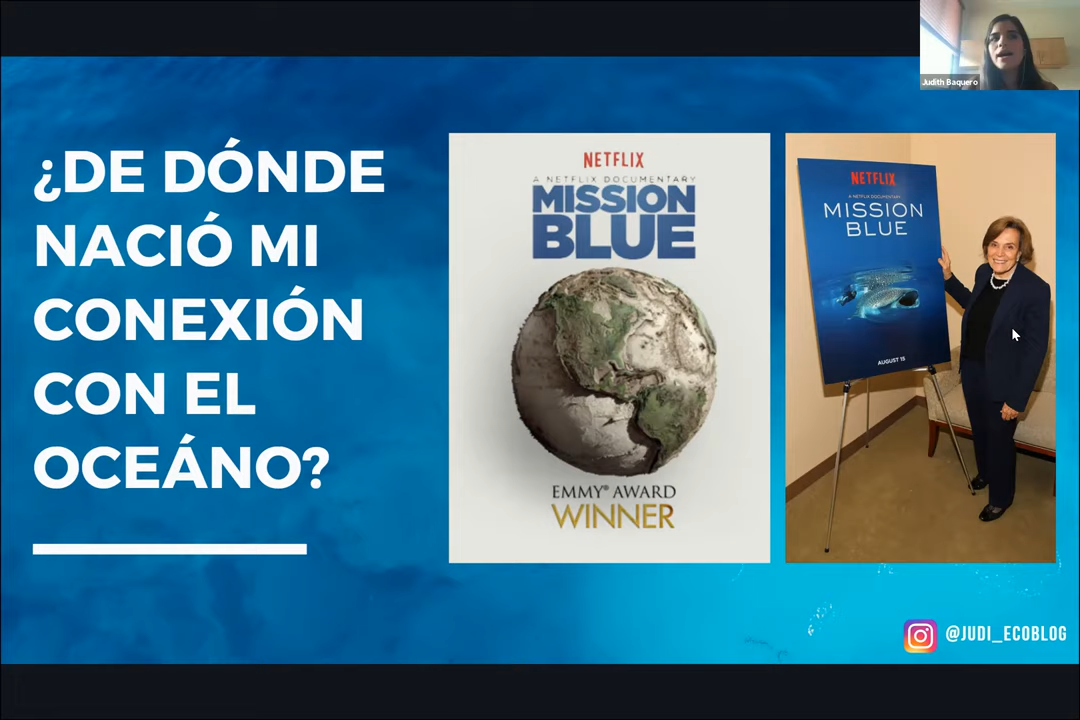 Judith Baquero
¿DE DÓNDE
NACIÓ MI
CONEXIÓN
CON EL
OCEÁNO?
NETFLIX
A NETFLIX DOCUMENTARY
MISSION
BLUE
EMMY® AWARD
WINNER
NETFLIX
A NETFLIX DOCUMENTARY
MISSION
BLUE
AUGUST 15
@JUDI_ECOBLOG